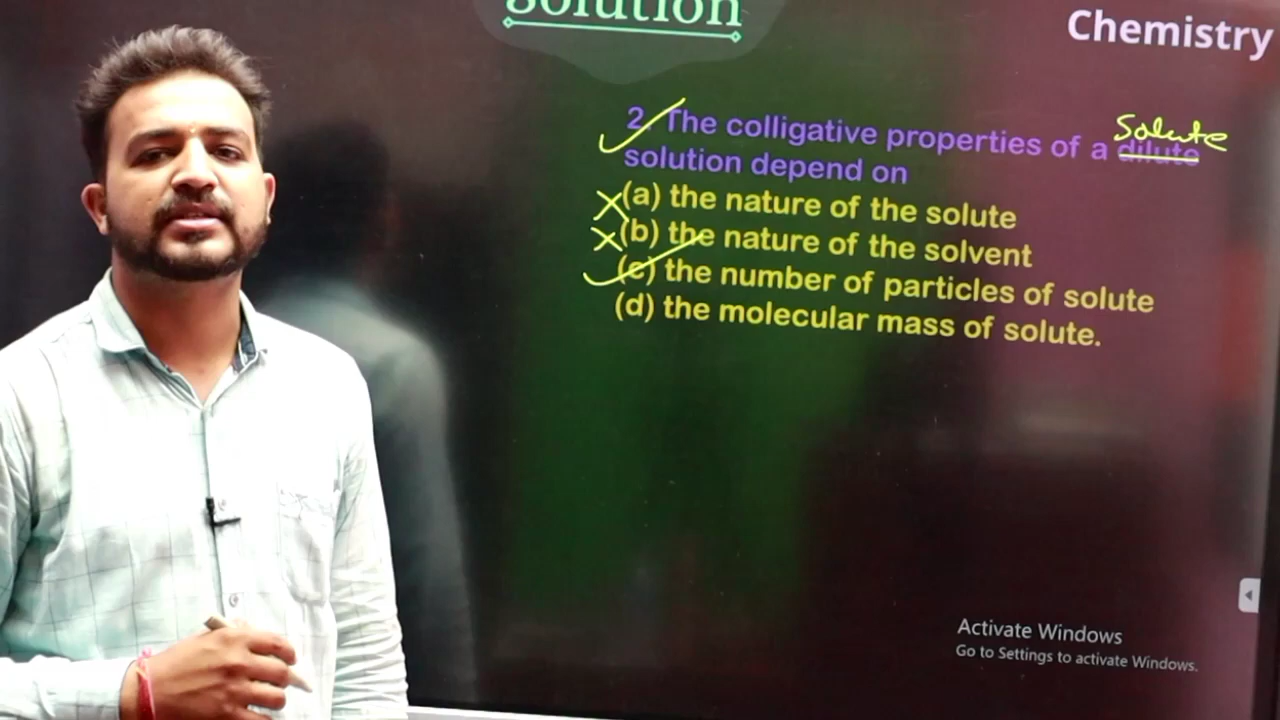 solution
Chemistry
Solute
2. The colligative properties of a dilute
solution depend on
(a) the nature of the solute
(b) the nature of the solvent
(c) the number of particles of solute
(d) the molecular mass of solute.
Activate Windows
Go to Settings to activate Windows.